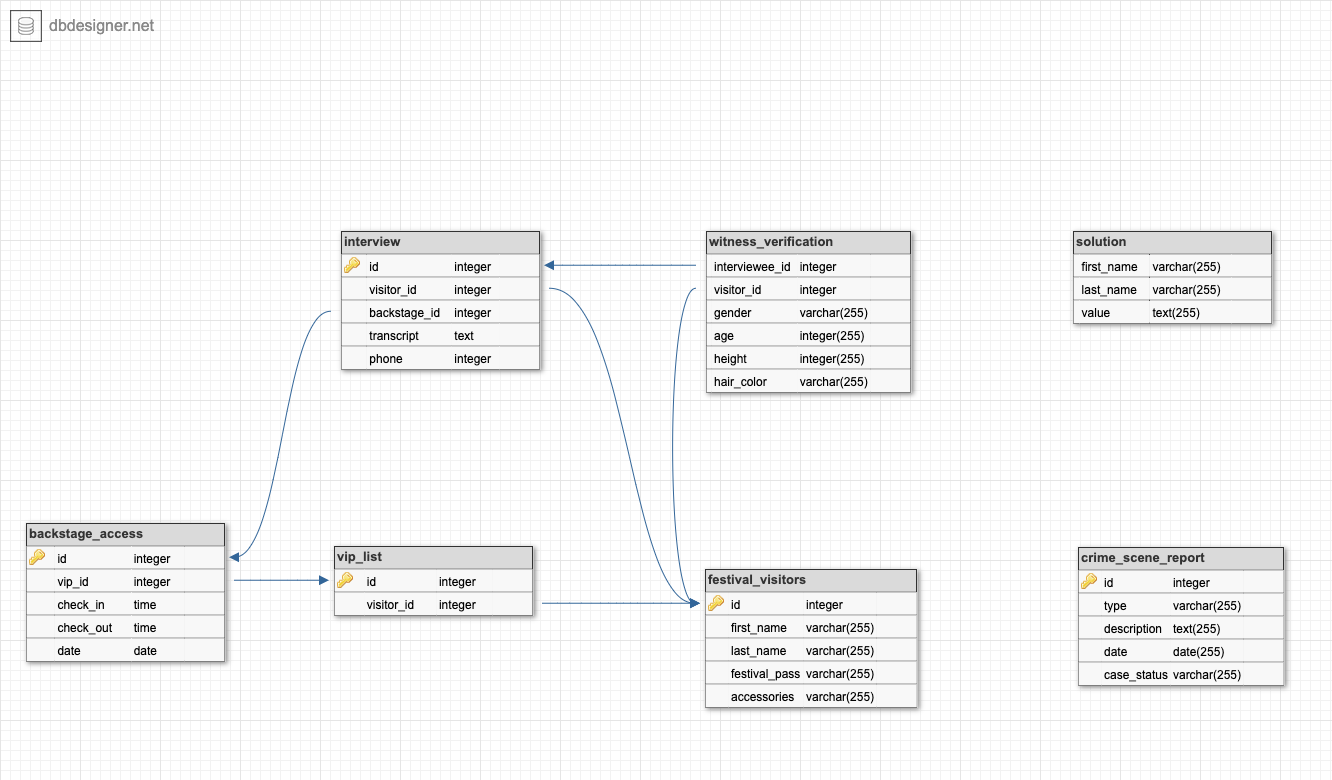 dbdesigner.net
interview
id integer
visitor_id integer
backstage_id integer
transcript text
phone integer
witness_verification
interviewee_id integer
visitor_id integer
gender varchar(255)
age integer(255)
height integer(255)
hair_color varchar(255)
solution
first_name varchar(255)
last_name varchar(255)
value text(255)
backstage_access
id integer
vip_id integer
check_in time
check_out time
date date
vip_list
id integer
visitor_id integer
festival_visitors
id integer
first_name varchar(255)
last_name varchar(255)
festival_pass varchar(255)
accessories varchar(255)
crime_scene_report
id integer
type varchar(255)
description text(255)
date date(255)
case_status varchar(255)